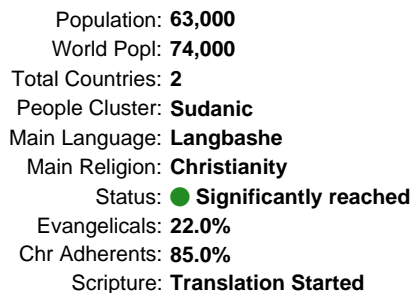 Population: 63,000
World Popl: 74,000
Total Countries: 2
People Cluster: Sudanic
Main Language: Langbashe
Main Religion: Christianity
Status: Significantly reached
Evangelicals: 22.0%
Chr Adherents: 85.0%
Scripture: Translation Started